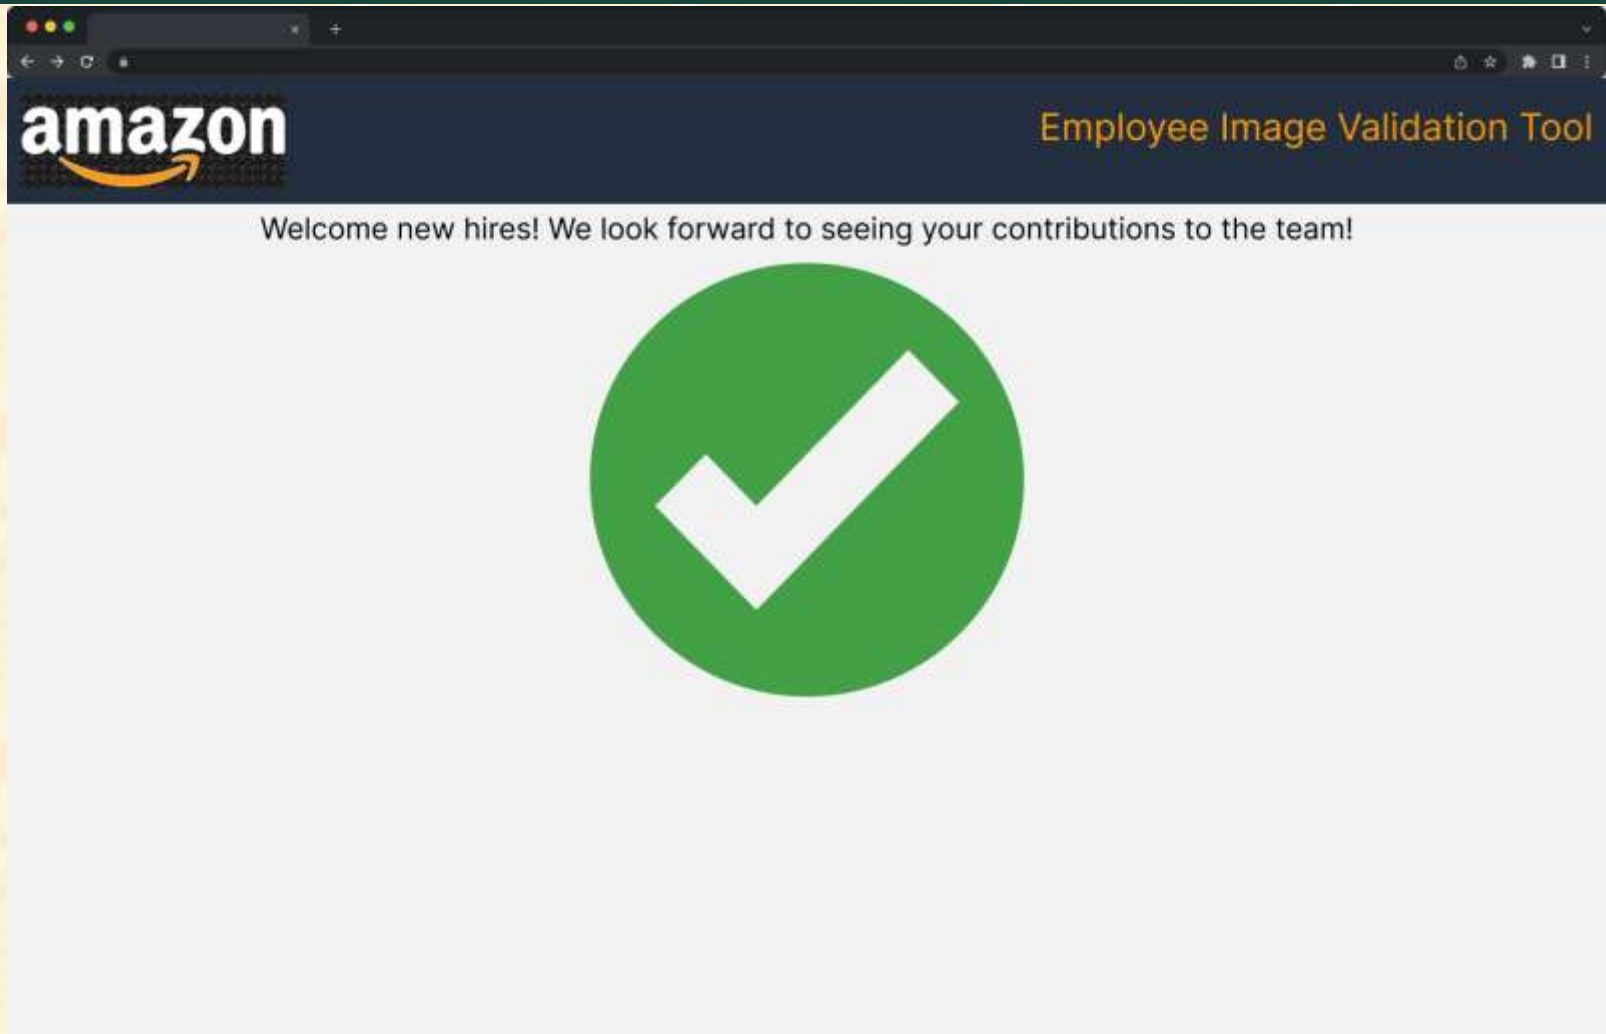 amazon
Employee Image Validation Tool
Welcome new hires! We look forward to seeing your contributions to the team!